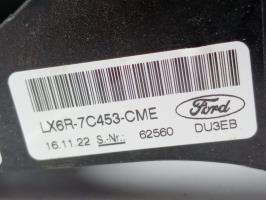 LX6R-7C453-CME
16.11.22 S.-Nr.: 62560
Ford
DU3EB